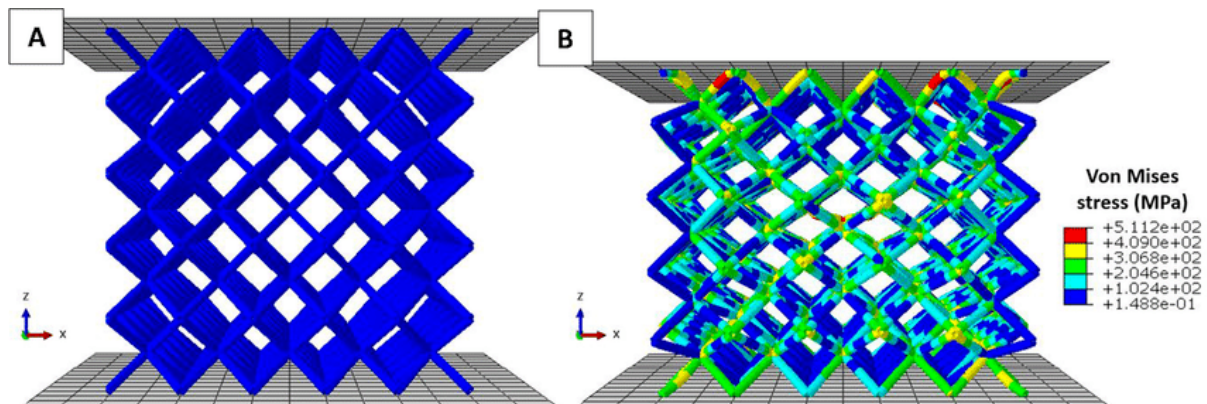 A
B
z
x
z
x
Von Mises
stress (MPa)
+5.112e+02
+4.090e+02
+3.068e+02
+2.046e+02
+1.024e+02
+1.488e-01